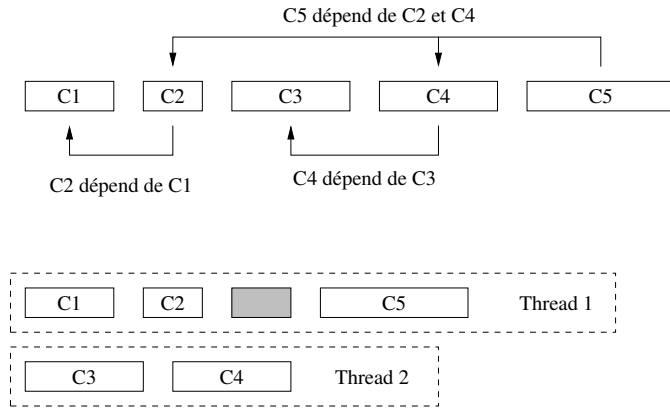 C5 dépend de C2 et C4
C1 C2 C3 C4 C5
C2 dépend de C1
C4 dépend de C3
C1 C2 C5 Thread 1
C3 C4 Thread 2